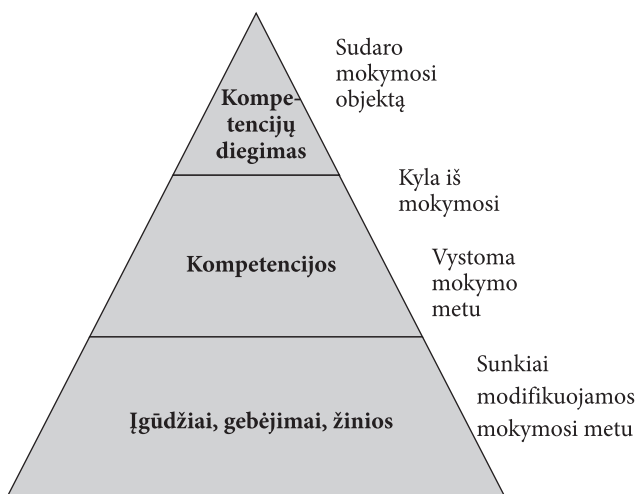 Sudaro
mokymosi
objektą
Kompe-
tencijų
diegimas
Kyla iš
mokymosi
Kompetencijos
Vystoma
mokymo
metu
Sunkiai
modifikuojamos
mokymosi metu
Įgūdžiai, gebėjimai, žinios